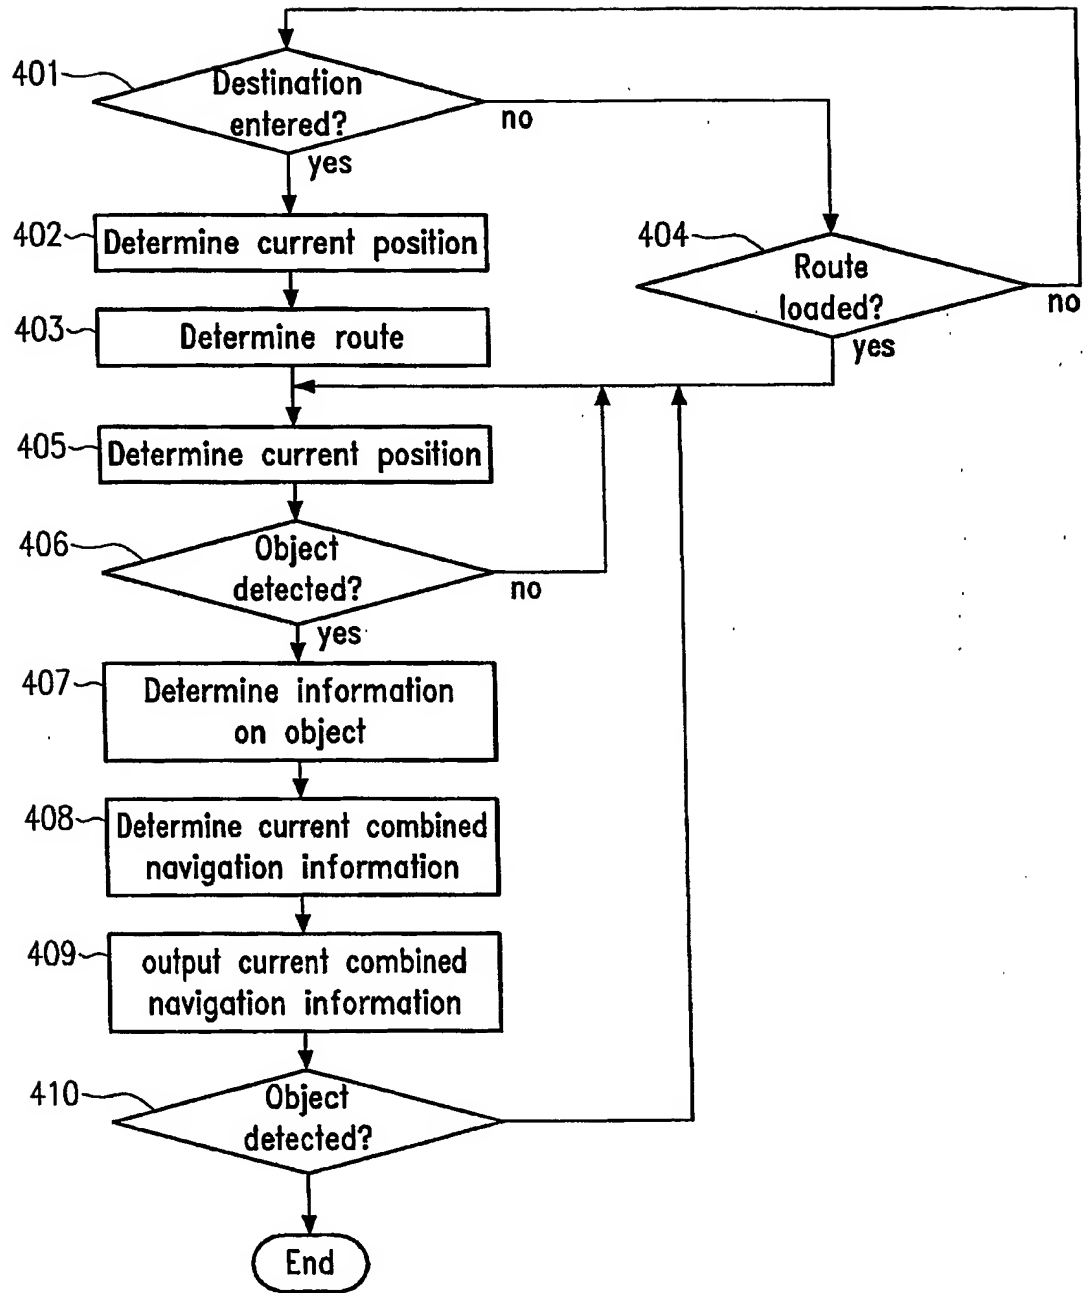 401
Destination
entered?
no
yes
402
Determine current position
404
Route
loaded?
no
yes
403
Determine route
405
Determine current position
406
Object
detected?
no
yes
407
Determine information
on object
408
Determine current combined
navigation information
409
output current combined
navigation information
410
Object
detected?
End